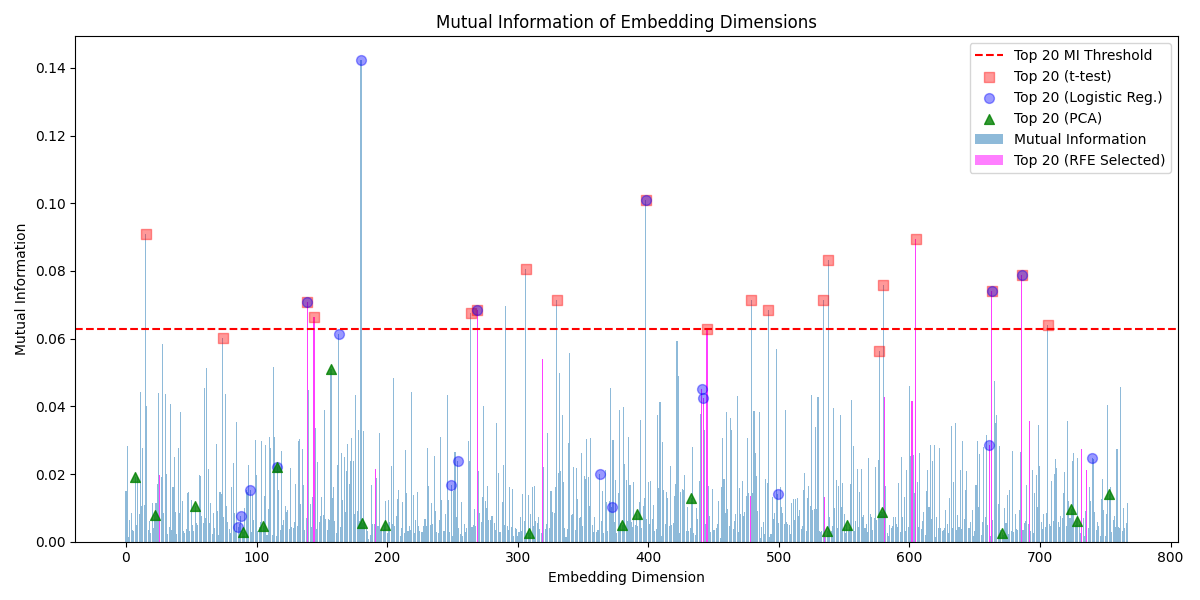 Mutual Information of Embedding Dimensions
Mutual Information
0.14
0.12
0.10
0.08
0.06
0.04
0.02
0.00
Top 20 MI Threshold
Top 20 (t-test)
Top 20 (Logistic Reg.)
Top 20 (PCA)
Mutual Information
Top 20 (RFE Selected)
0 100 200 300 400 500 600 700 800
Embedding Dimension